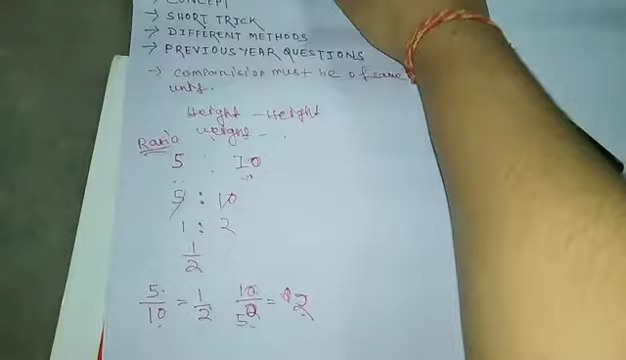 → CONCEPT
→ SHORT TRICK
→ DIFFERENT METHODS
→ PREVIOUS YEAR QUESTIONS
→ comparision must be of same
unit.
Height - Height
weight -
Ratio
5 : 10
5 : 10
1 : 2
1/2
5/10 = 1/2 10/5 = 2